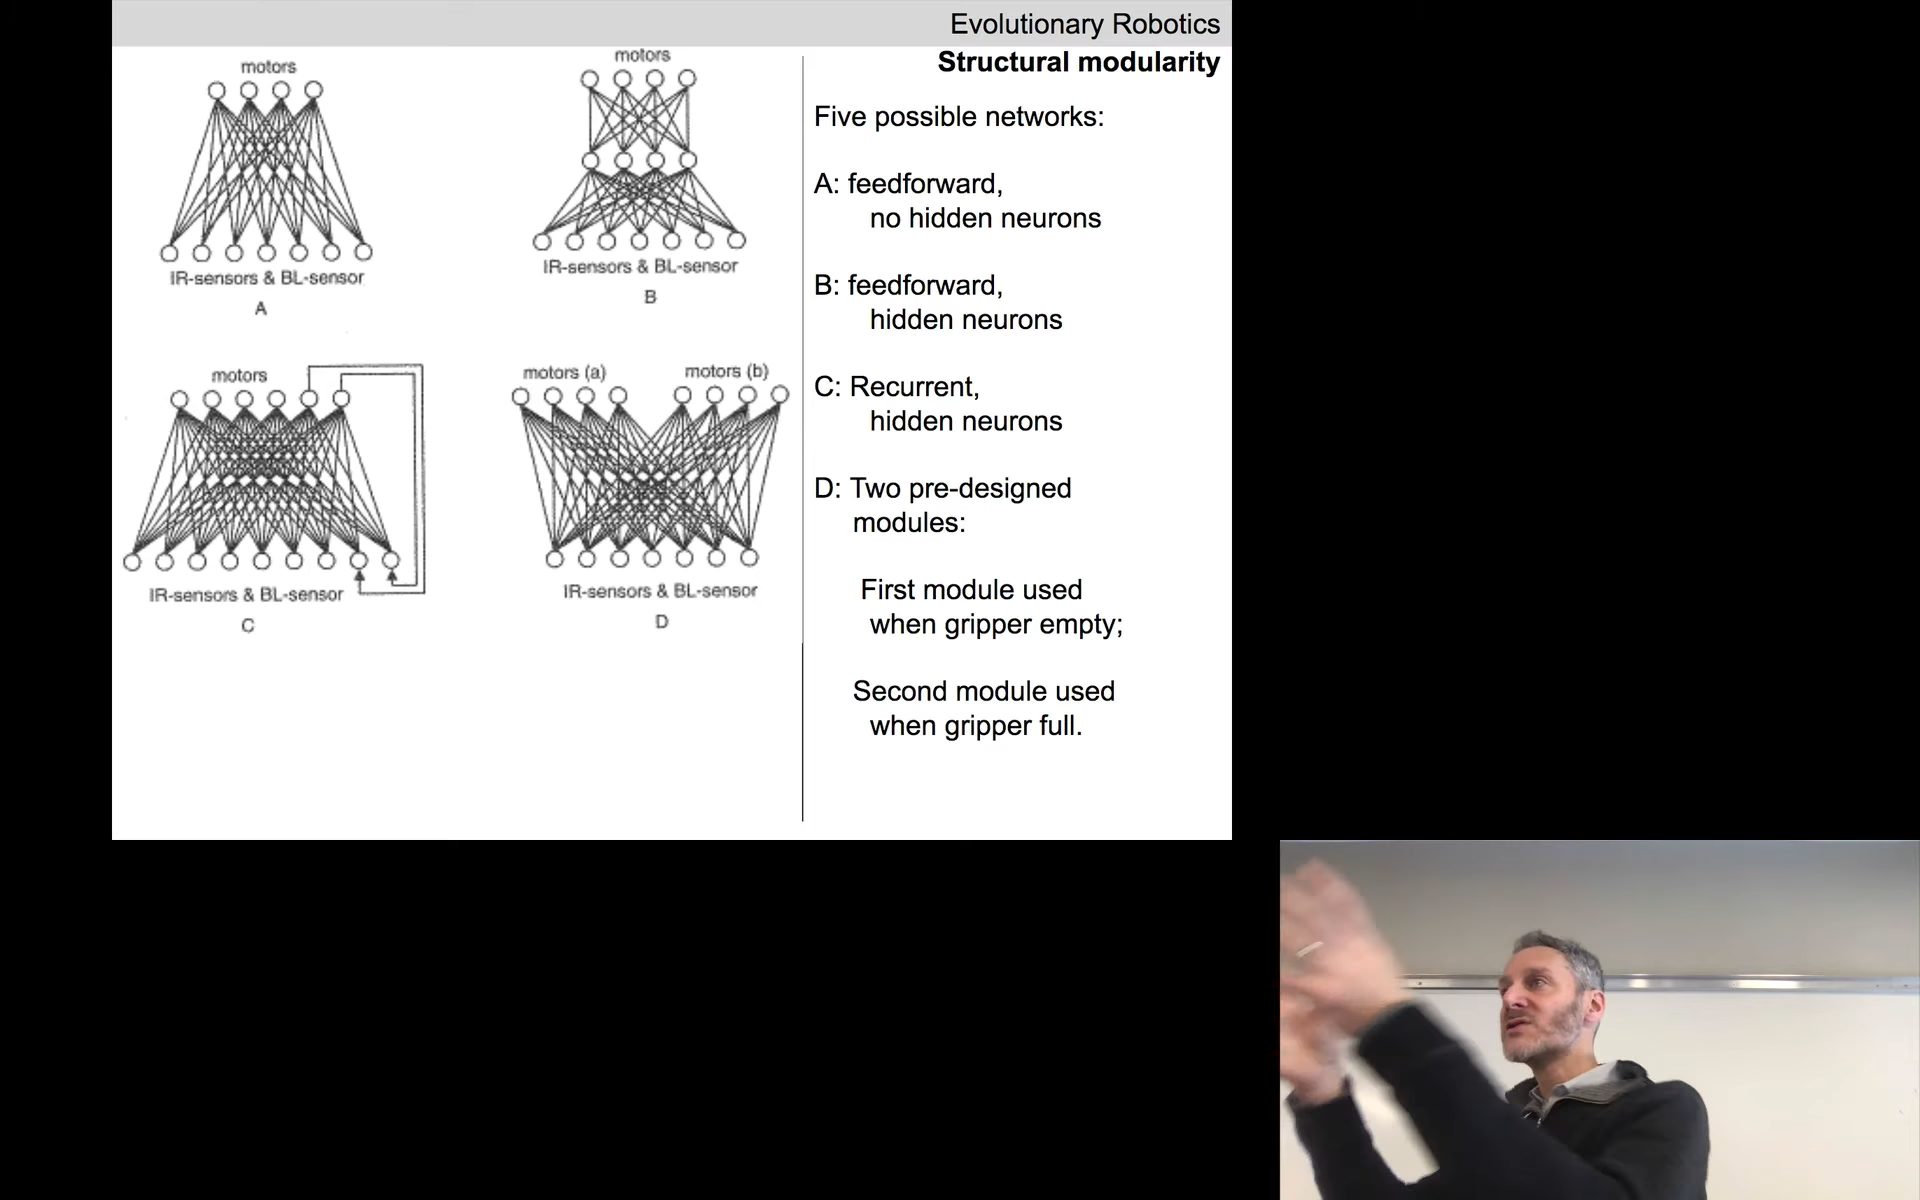 Evolutionary Robotics
Structural modularity
motors
IR-sensors & BL-sensor
A
motors
IR-sensors & BL-sensor
B
motors
IR-sensors & BL-sensor
C
motors (a)
motors (b)
IR-sensors & BL-sensor
D
Five possible networks:
A: feedforward,
no hidden neurons
B: feedforward,
hidden neurons
C: Recurrent,
hidden neurons
D: Two pre-designed
modules:
First module used
when gripper empty;
Second module used
when gripper full.